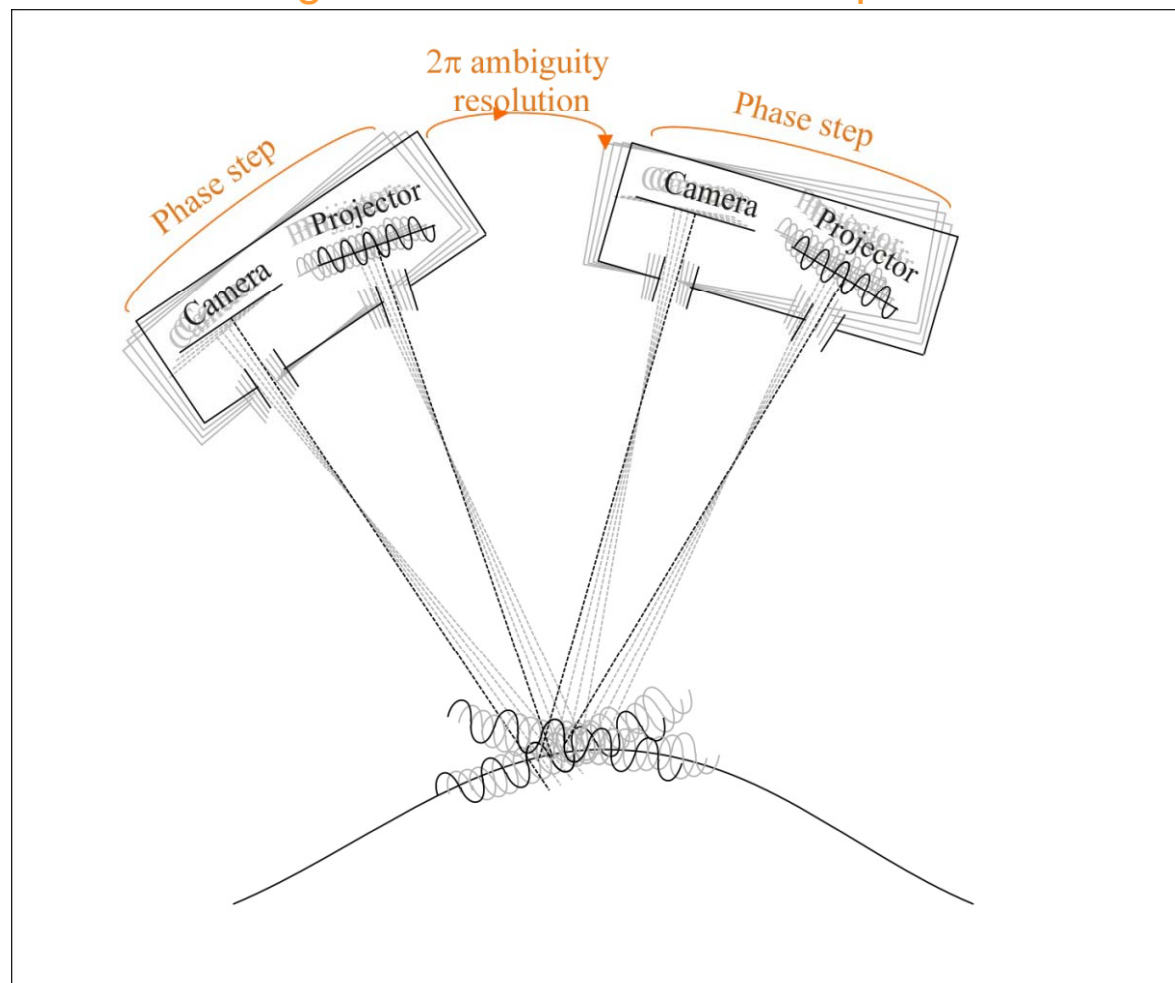 2π ambiguity
resolution
Phase step
Phase step
Camera
Projector
Camera
Projector